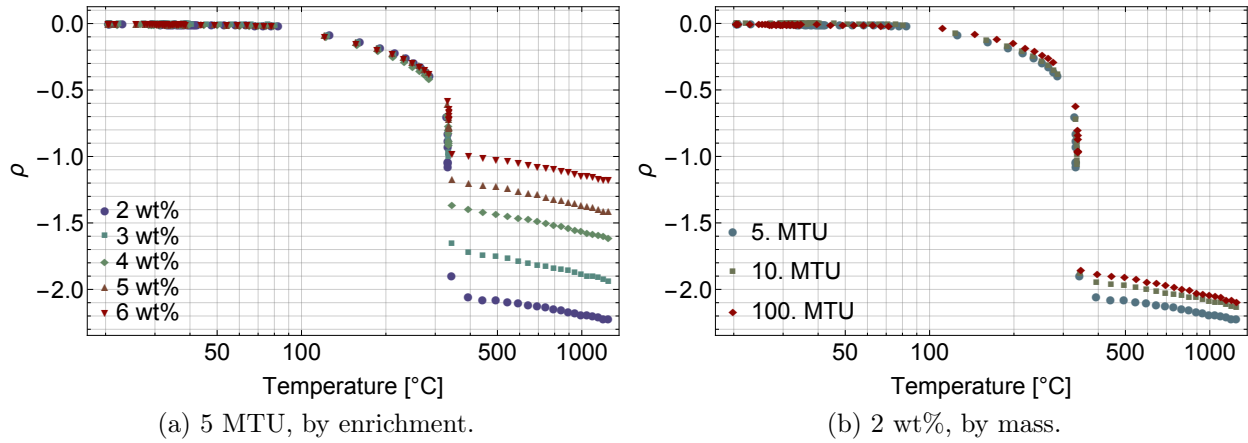 0.0
−0.5
−1.0
−1.5
−2.0
ρ
2 wt%
3 wt%
4 wt%
5 wt%
6 wt%
50 100 500 1000
Temperature [°C]
(a) 5 MTU, by enrichment.
0.0
−0.5
−1.0
−1.5
−2.0
ρ
5. MTU
10. MTU
100. MTU
50 100 500 1000
Temperature [°C]
(b) 2 wt%, by mass.